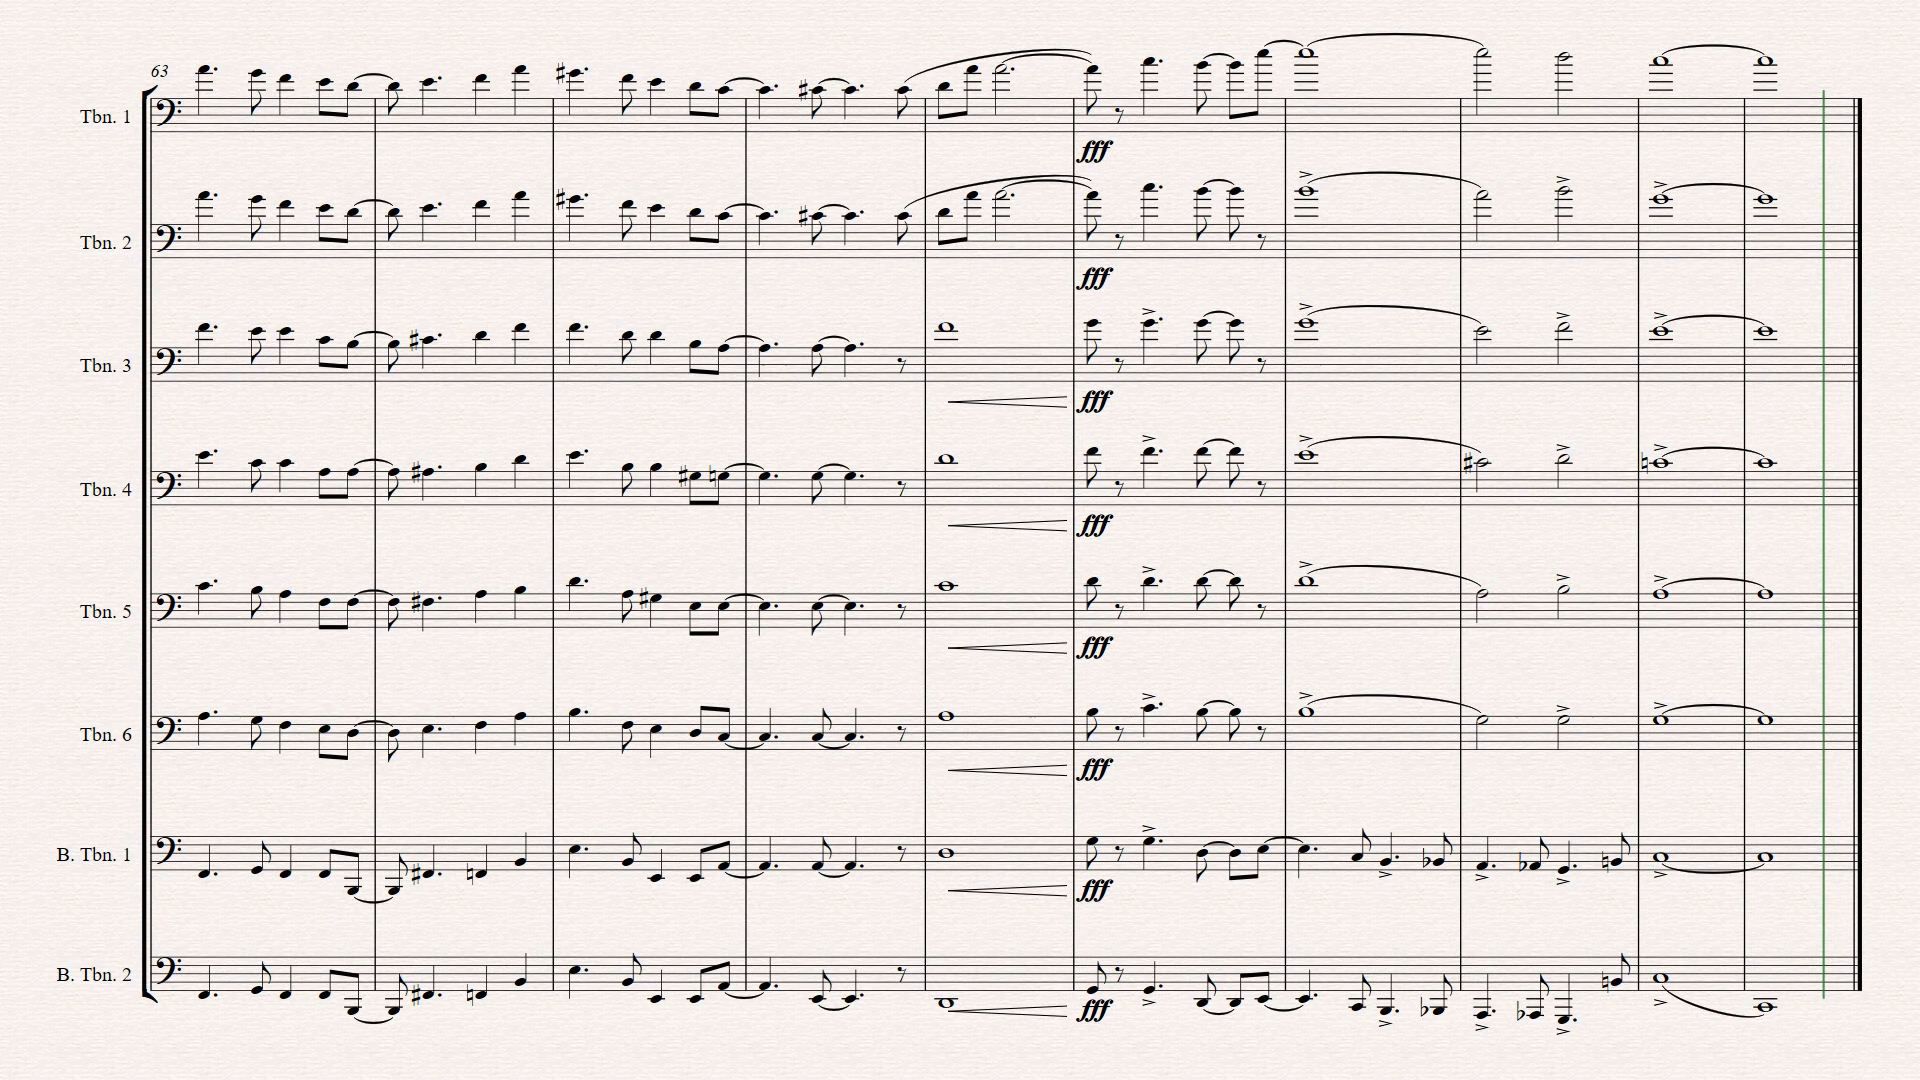 63
Tbn. 1
fff
Tbn. 2
fff
Tbn. 3
fff
Tbn. 4
fff
Tbn. 5
fff
Tbn. 6
fff
B. Tbn. 1
fff
B. Tbn. 2
fff